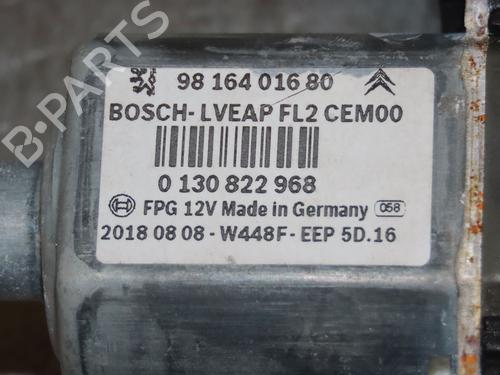 98 164 016 80
BOSCH- LVEAP FL2 CEM00
0 130 822 968
FPG 12V Made in Germany 058
2018 08 08 - W448F - EEP 5D.16
B-PARTS